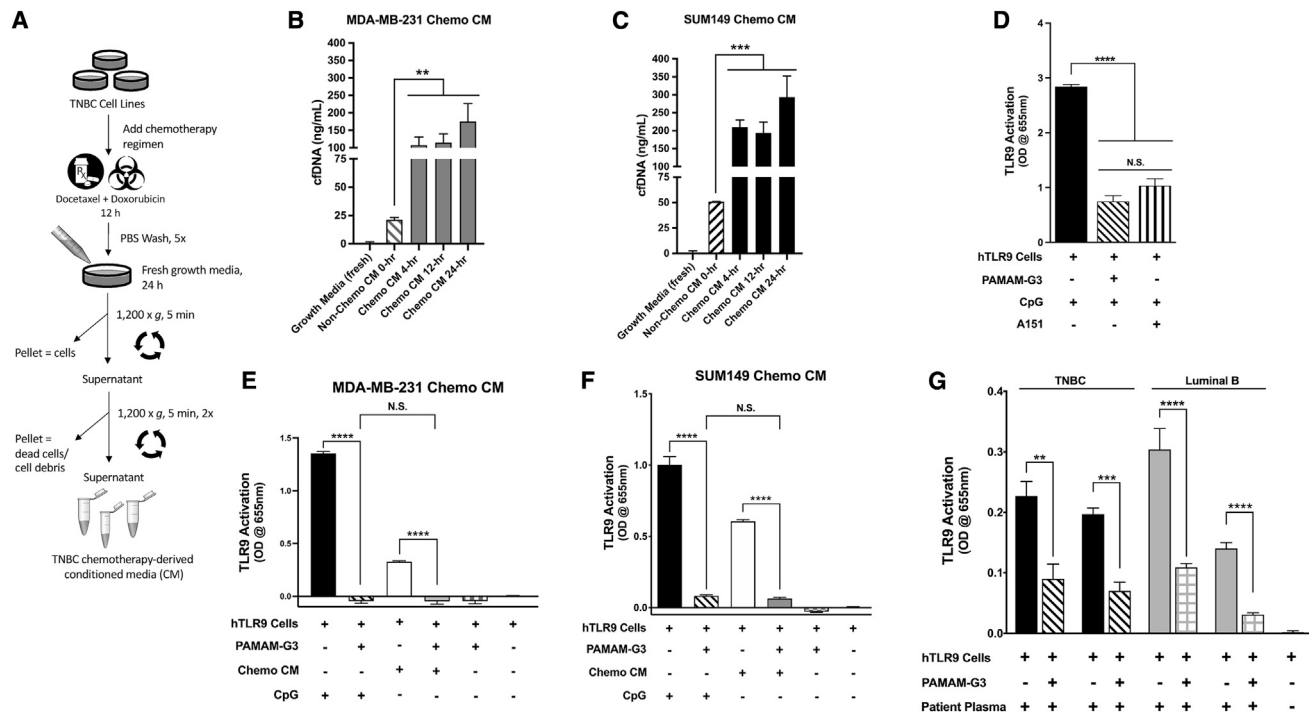 A
TNBC Cell Lines
Add chemotherapy
regimen
Rx
Docetaxel + Doxorubicin
12 h
PBS Wash, 5x
Fresh growth media,
24 h
1,200 x g, 5 min
Pellet = cells
Supernatant
1,200 x g, 5 min, 2x
Pellet =
dead cells/
cell debris
Supernatant
TNBC chemotherapy-derived
conditioned media (CM)
B
MDA-MB-231 Chemo CM
**
cfDNA (ng/mL)
400
350
300
250
200
150
100
75
50
25
0
Growth Media (fresh)
Non-Chemo CM 0-hr
Chemo CM 4-hr
Chemo CM 12-hr
Chemo CM 24-hr
C
SUM149 Chemo CM
***
cfDNA (ng/mL)
400
350
300
250
200
150
100
75
50
25
0
Growth Media (fresh)
Non-Chemo CM 0-hr
Chemo CM 4-hr
Chemo CM 12-hr
Chemo CM 24-hr
D
****
N.S.
TLR9 Activation
(OD @ 655nm)
3
2
1
0
hTLR9 Cells + + +
PAMAM-G3 - + -
CpG + + +
A151 - - +
E
MDA-MB-231 Chemo CM
N.S.
****
****
TLR9 Activation
(OD @ 655nm)
1.5
1.0
0.5
0.0
hTLR9 Cells + + + + + +
PAMAM-G3 - + - + + -
Chemo CM - - + + - -
CpG + + - - - -
F
SUM149 Chemo CM
N.S.
****
****
TLR9 Activation
(OD @ 655nm)
1.5
1.0
0.5
0.0
hTLR9 Cells + + + + + +
PAMAM-G3 - + - + + -
Chemo CM - - + + - -
CpG + + - - - -
G
TNBC
Luminal B
**
***
****
****
TLR9 Activation
(OD @ 655nm)
0.4
0.3
0.2
0.1
0.0
hTLR9 Cells + + + + + + + + +
PAMAM-G3 - + - + - + - + -
Patient Plasma + + + + + + + + -